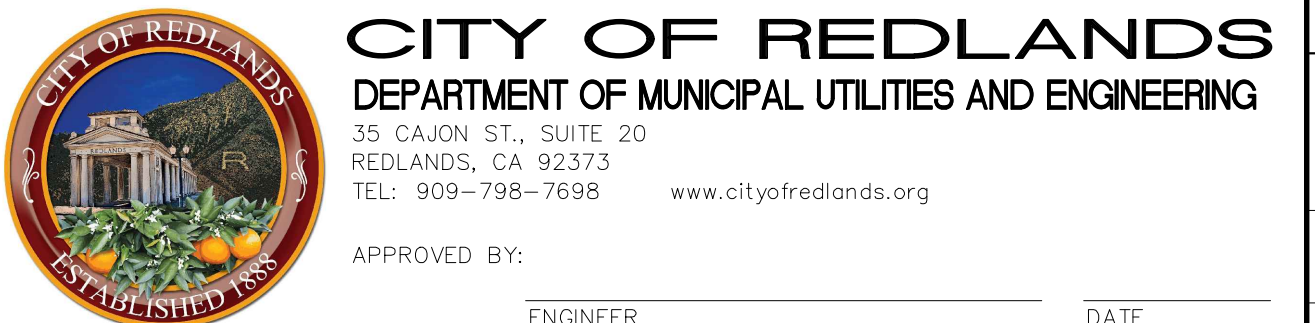 CITY OF REDLANDS
REDLANDS
R
ESTABLISHED 1888
CITY OF REDLANDS
DEPARTMENT OF MUNICIPAL UTILITIES AND ENGINEERING
35 CAJON ST., SUITE 20
REDLANDS, CA 92373
TEL: 909-798-7698 www.cityofredlands.org
APPROVED BY:
ENGINEER DATE